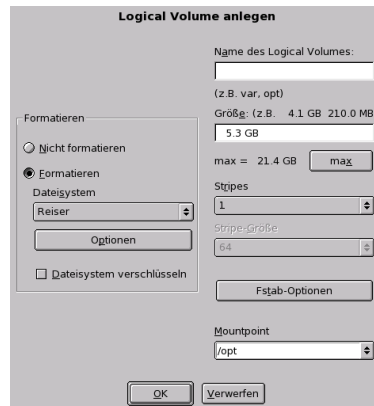 Logical Volume anlegen
Formatieren
Nicht formatieren
Formatieren
Dateisystem
Reiser
Optionen
Dateisystem verschlüsseln
Name des Logical Volumes:
(z.B. var, opt)
Größe: (z.B. 4.1 GB 210.0 MB
5.3 GB
max = 21.4 GB
max
Stripes
1
Stripe-Größe
64
Fstab-Optionen
Mountpoint
/opt
OK
Verwerfen